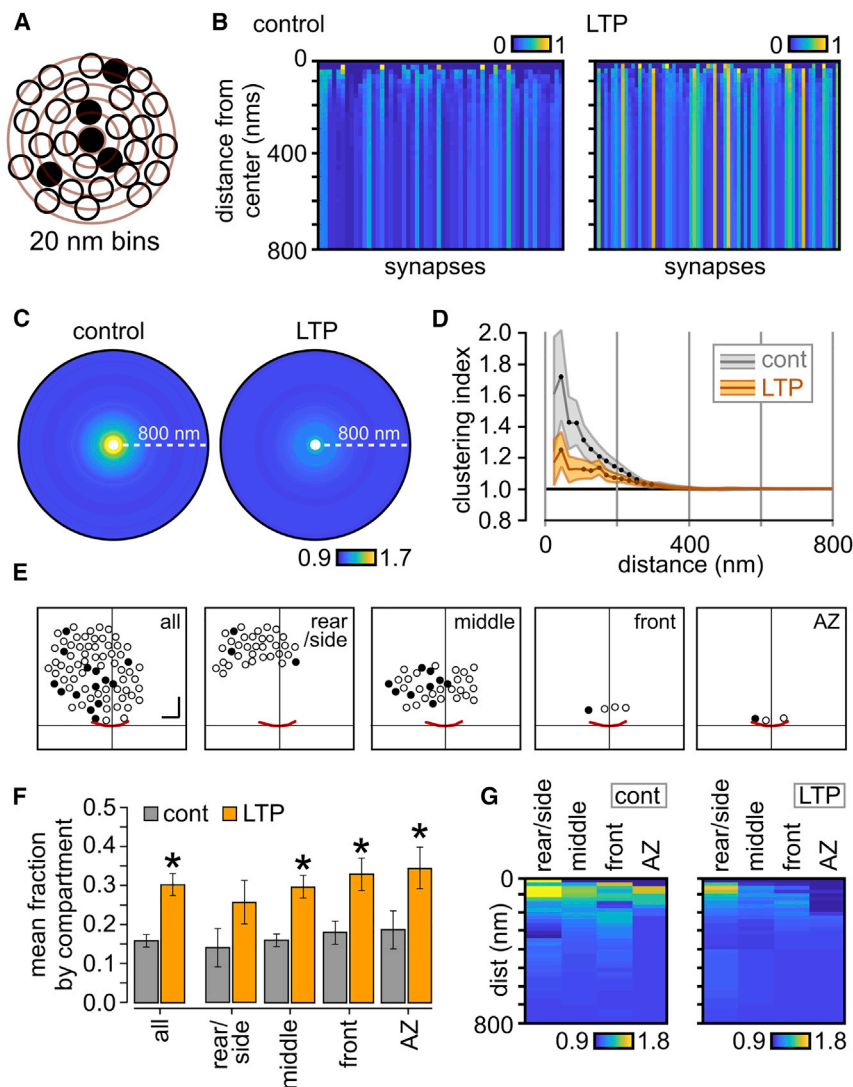 A
20 nm bins
B
control
0 1
LTP
0 1
distance from
center (nms)
0
400
800
synapses
synapses
C
control
LTP
800 nm
800 nm
0.9 1.7
D
clustering index
2.0
1.8
1.6
1.4
1.2
1.0
0.8
cont
LTP
0 200 400 600 800
distance (nm)
E
all
rear
/side
middle
front
AZ
F
mean fraction
by compartment
0.5
0.4
0.3
0.2
0.1
0.0
cont
LTP
*
*
*
*
all
rear/
side
middle
front
AZ
G
rear/side
middle
front
AZ
cont
rear/side
middle
front
AZ
LTP
dist (nm)
0
800
0.9 1.8
0.9 1.8